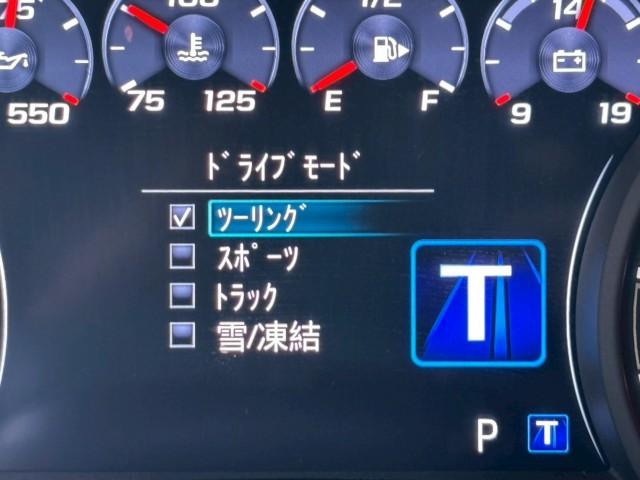 100
1/2
14
75 125
E F
9 19
550
ドライブモード
ツーリング
スポーツ
トラック
雪/凍結
T
P T